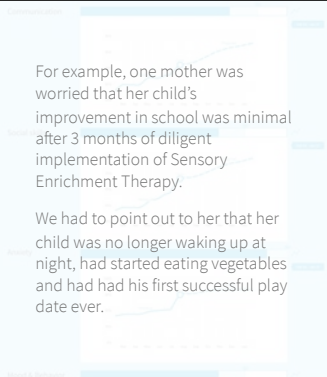 For example, one mother was
worried that her child's
improvement in school was minimal
after 3 months of diligent
implementation of Sensory
Enrichment Therapy.
We had to point out to her that her
child was no longer waking up at
night, had started eating vegetables
and had had his first successful play
date ever.